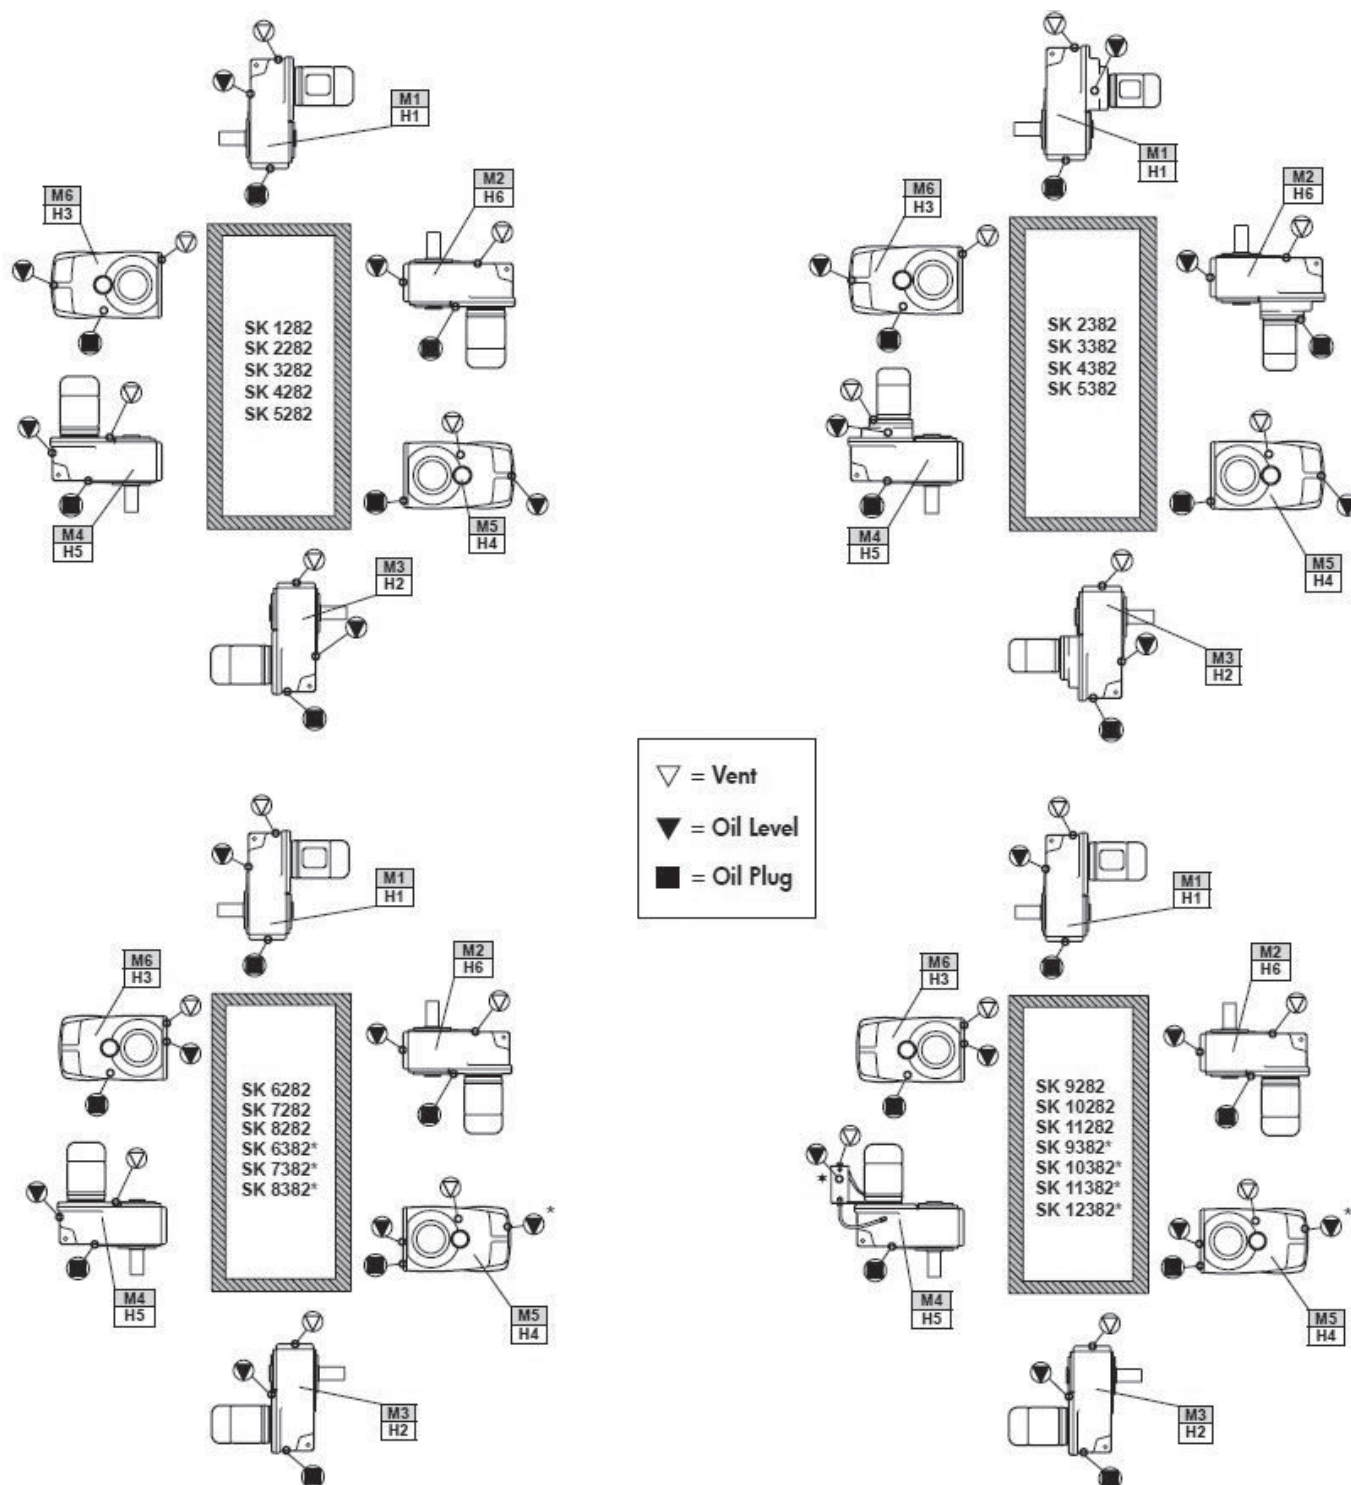 M1
H1
M6
H3
M2
H6
SK 1282
SK 2282
SK 3282
SK 4282
SK 5282
M4
H5
M5
H4
M3
H2
M1
H1
M6
H3
M2
H6
SK 2382
SK 3382
SK 4382
SK 5382
M4
H5
M5
H4
M3
H2
= Vent
= Oil Level
= Oil Plug
M1
H1
M6
H3
M2
H6
SK 6282
SK 7282
SK 8282
SK 6382*
SK 7382*
SK 8382*
*
M4
H5
M5
H4
M3
H2
M1
H1
M6
H3
M2
H6
SK 9282
SK 10282
SK 11282
SK 9382*
SK 10382*
SK 11382*
SK 12382*
*
*
M4
H5
M5
H4
M3
H2